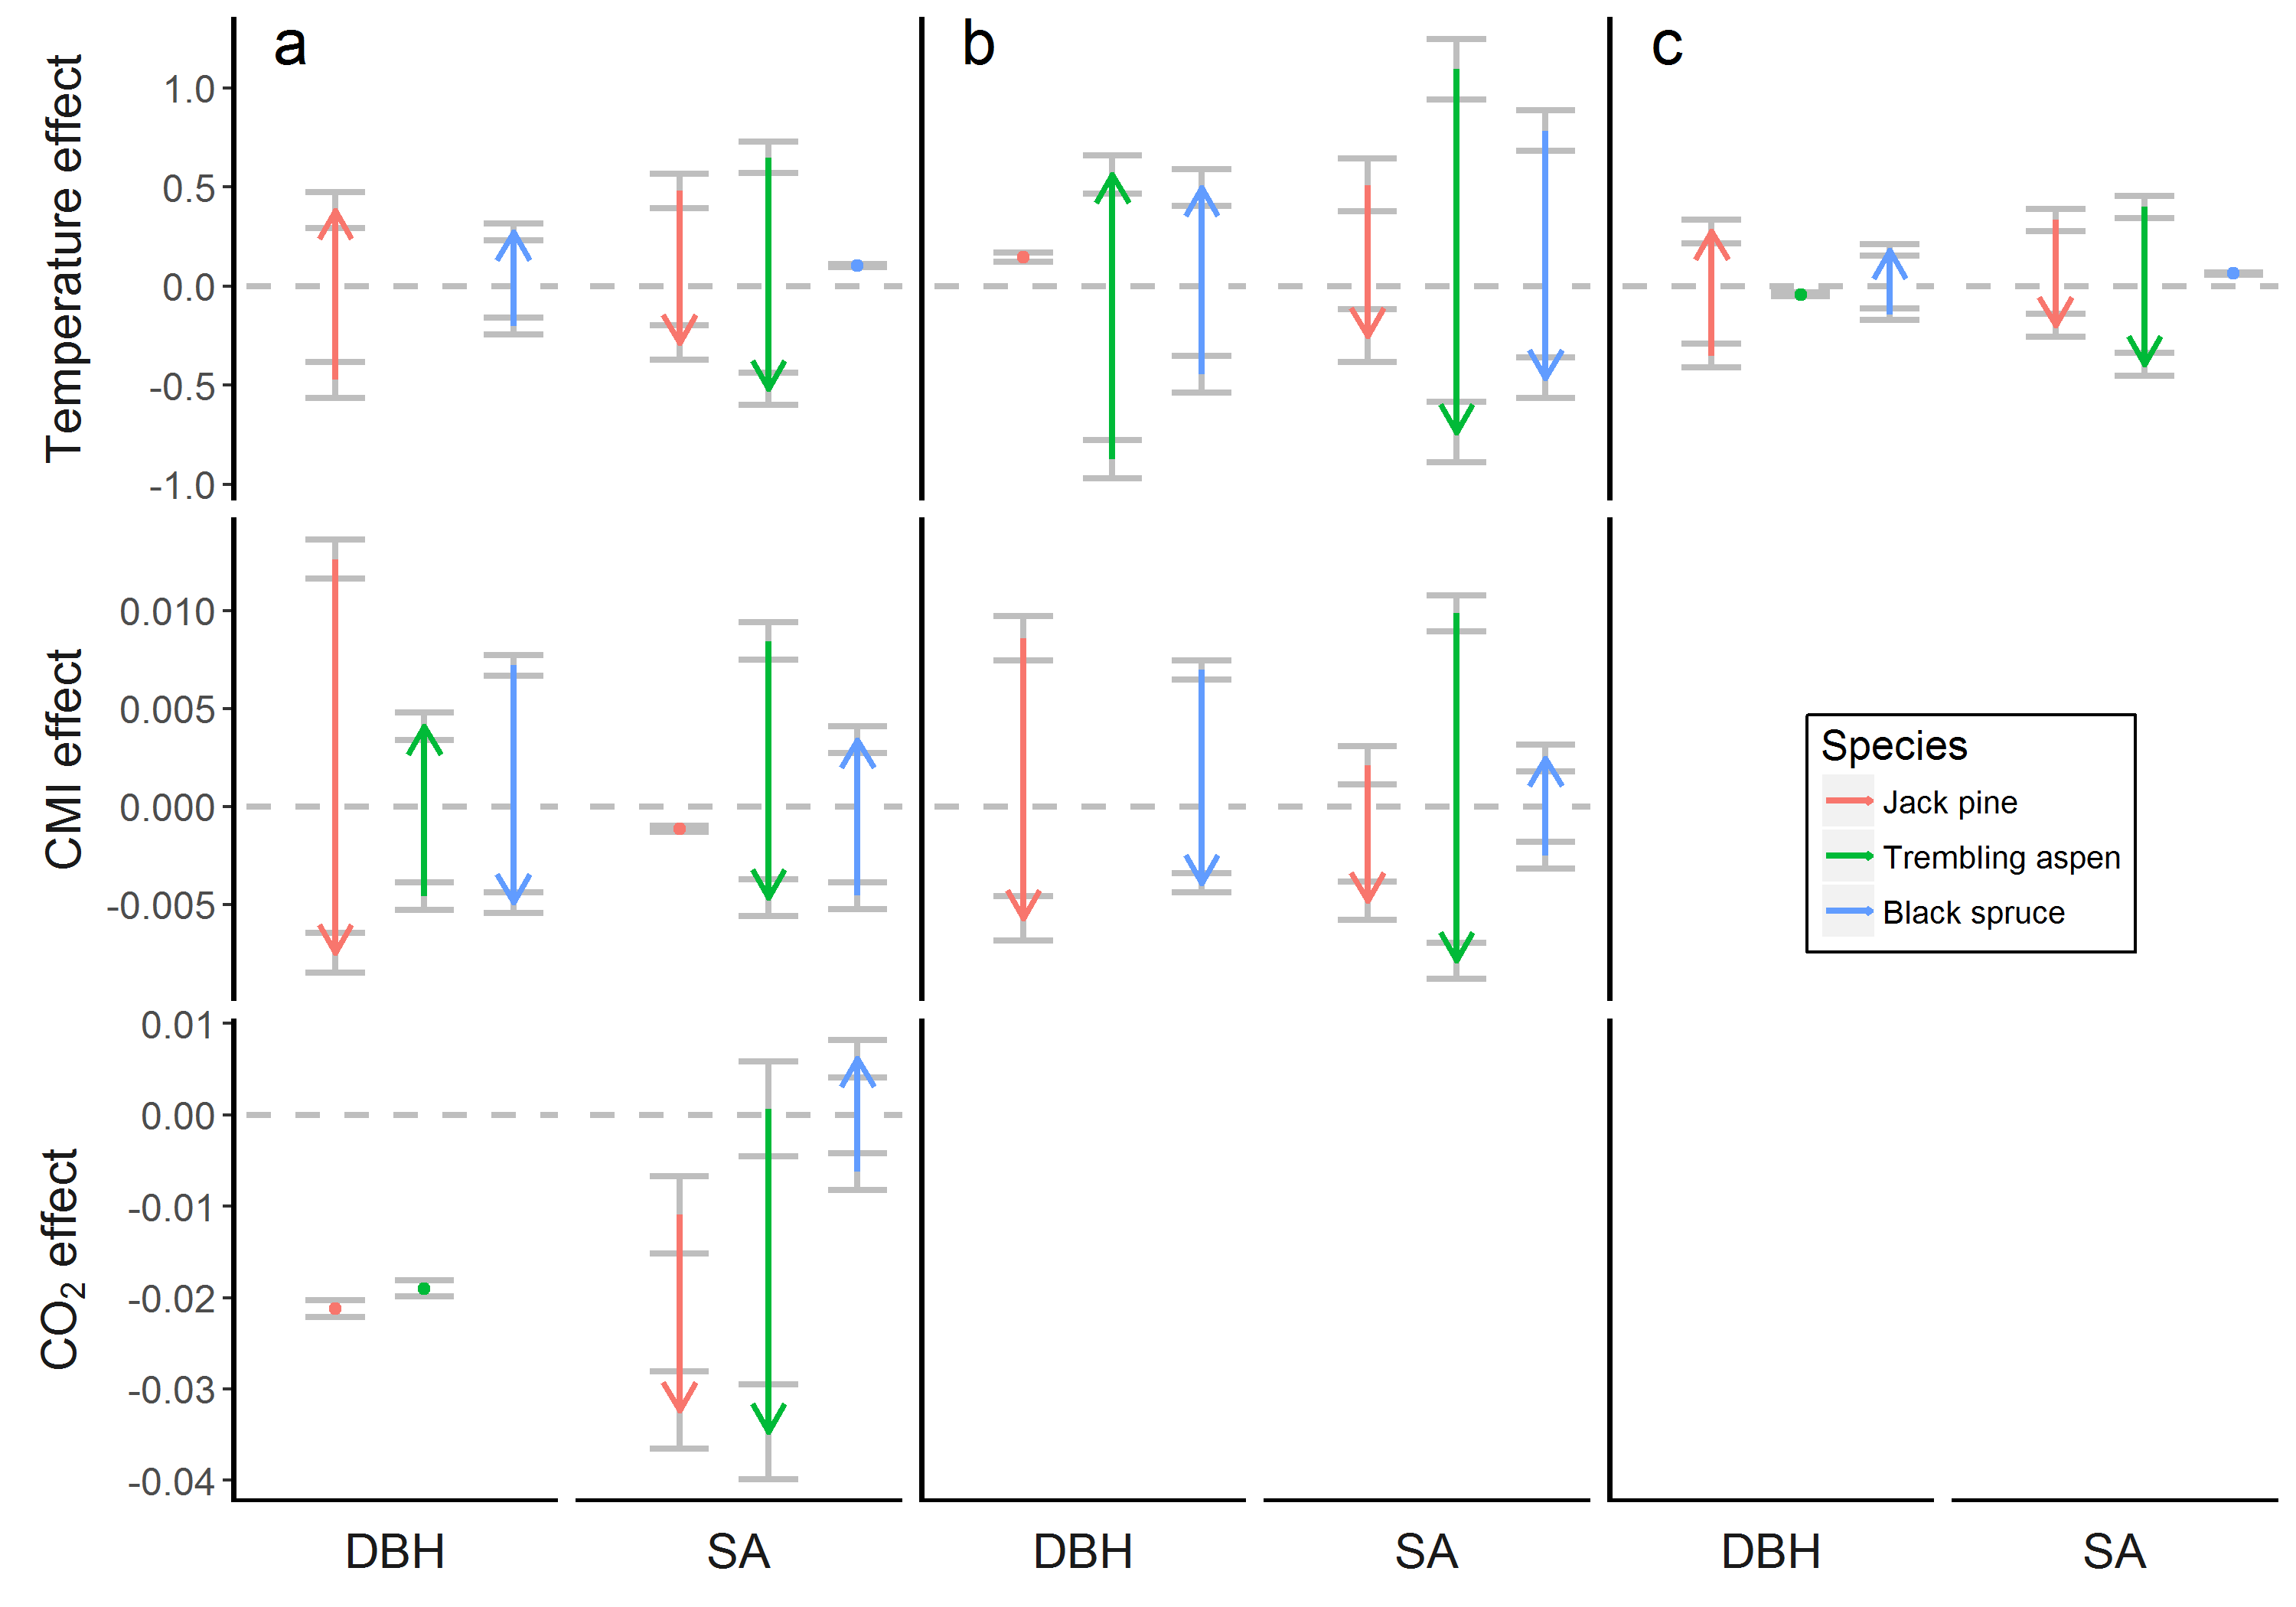 a
b
c
Temperature effect
1.0
0.5
0.0
-0.5
-1.0
CMI effect
0.010
0.005
0.000
-0.005
Species
Jack pine
Trembling aspen
Black spruce
CO₂ effect
0.01
0.00
-0.01
-0.02
-0.03
-0.04
DBH
SA
DBH
SA
DBH
SA